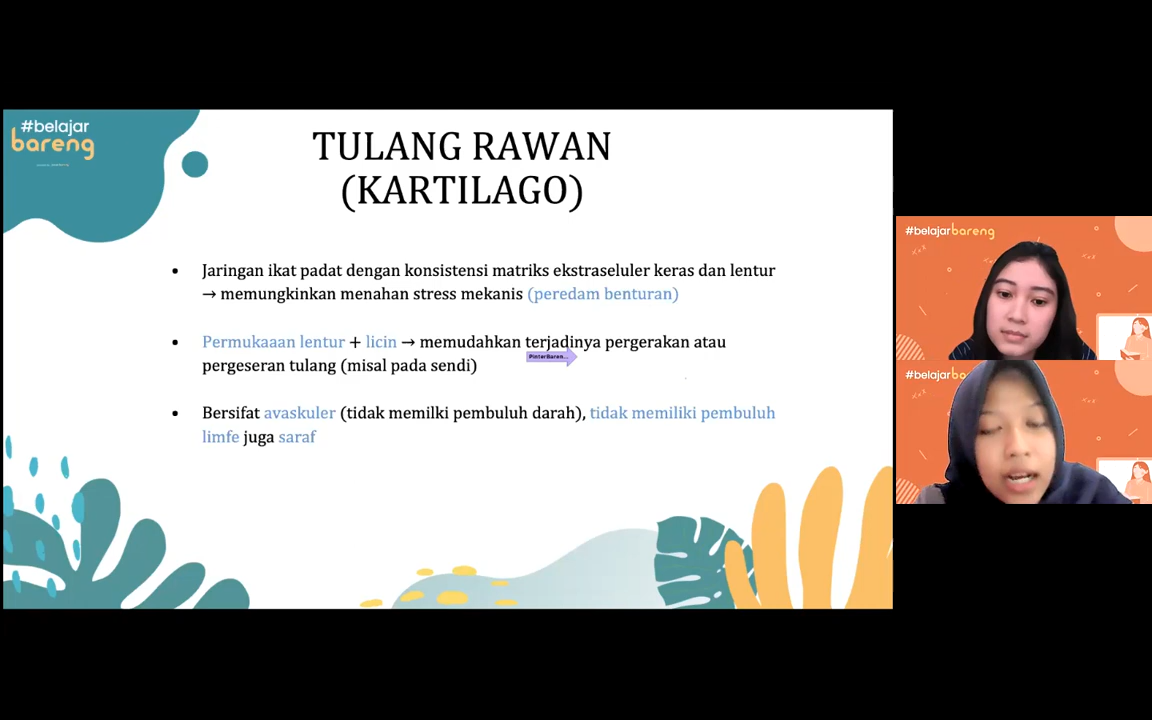 #belajar
bareng
TULANG RAWAN
(KARTILAGO)
• Jaringan ikat padat dengan konsistensi matriks ekstraseluler keras dan lentur
→ memungkinkan menahan stress mekanis (peredam benturan)
• Permukaaan lentur + licin → memudahkan terjadinya pergerakan atau
PinterBaren...
pergeseran tulang (misal pada sendi)
• Bersifat avaskuler (tidak memilki pembuluh darah), tidak memiliki pembuluh
limfe juga saraf
#belajarbareng
#belajarbar